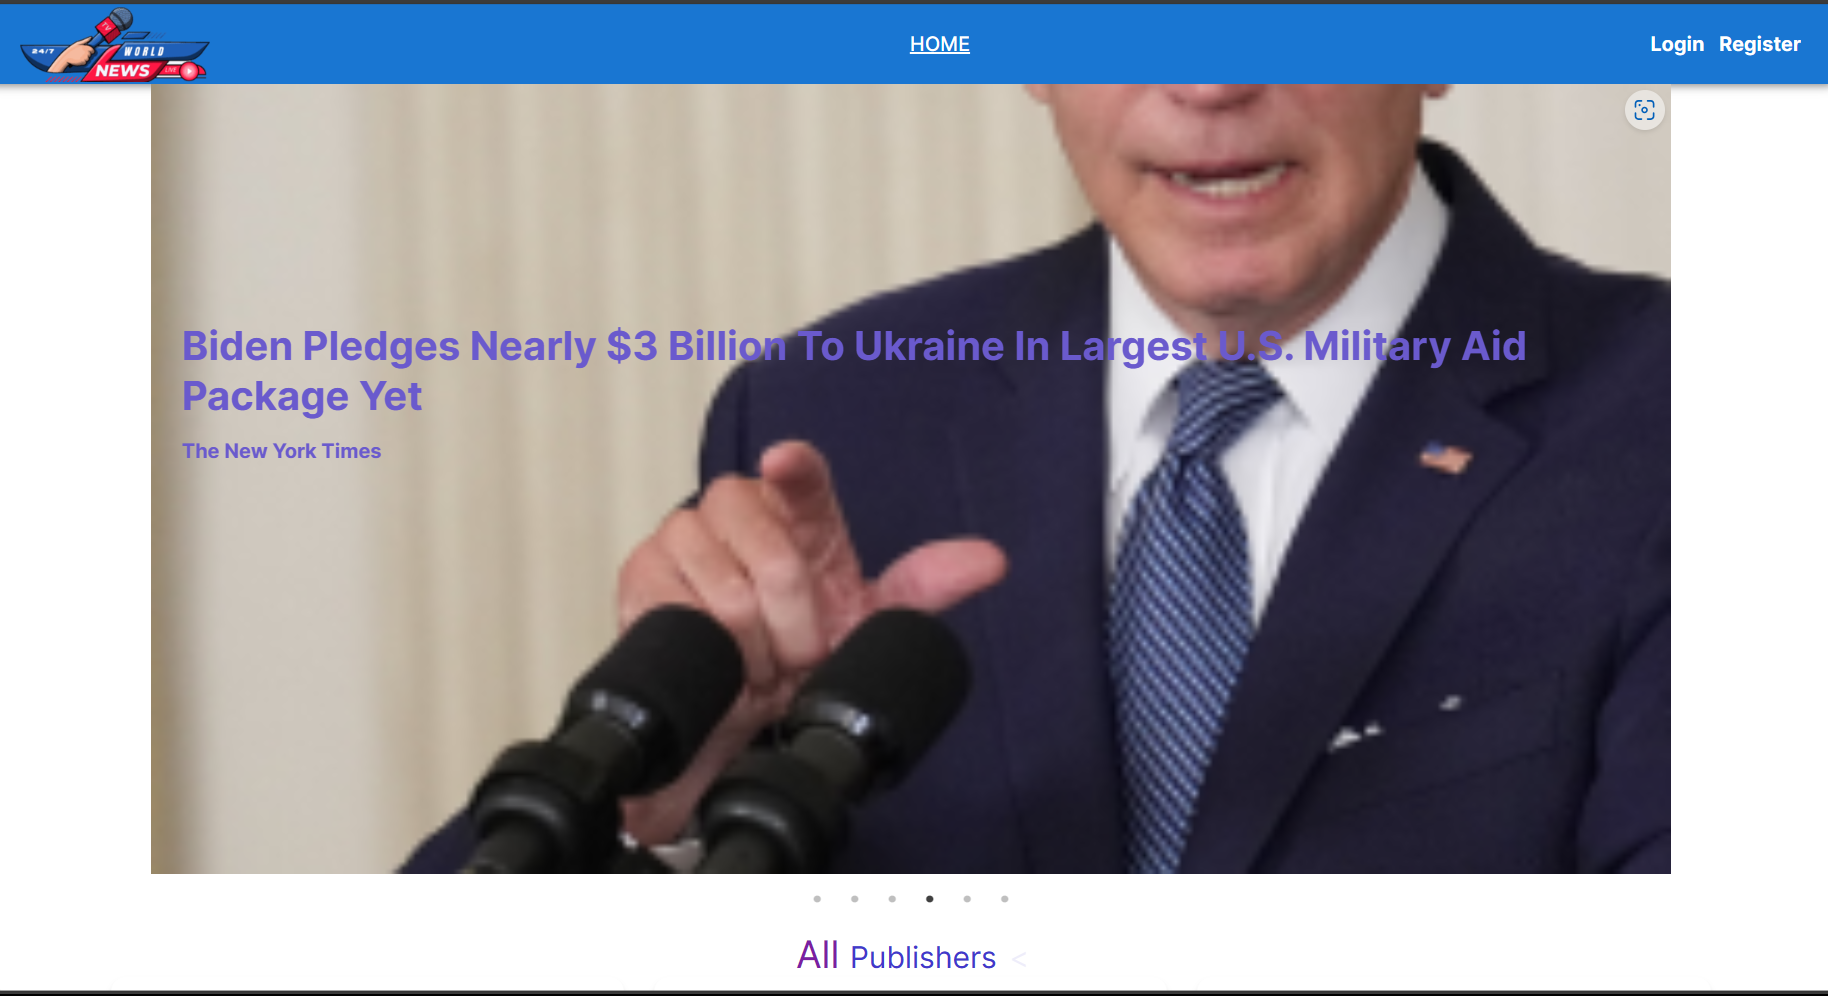 24/7
TV
WORLD
NEWS
LIVE
HOME
Login Register
Biden Pledges Nearly $3 Billion To Ukraine In Largest U.S. Military Aid
Package Yet
The New York Times
All Publishers <